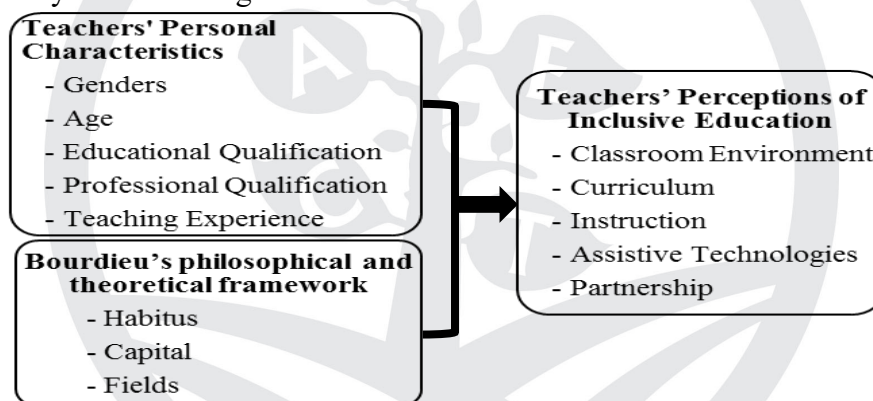 Teachers' Personal
Characteristics
- Genders
- Age
- Educational Qualification
- Professional Qualification
- Teaching Experience
Bourdieu's philosophical and
theoretical framework
- Habitus
- Capital
- Fields
Teachers’ Perceptions of
Inclusive Education
- Classroom Environment
- Curriculum
- Instruction
- Assistive Technologies
- Partnership
A
E
C
T